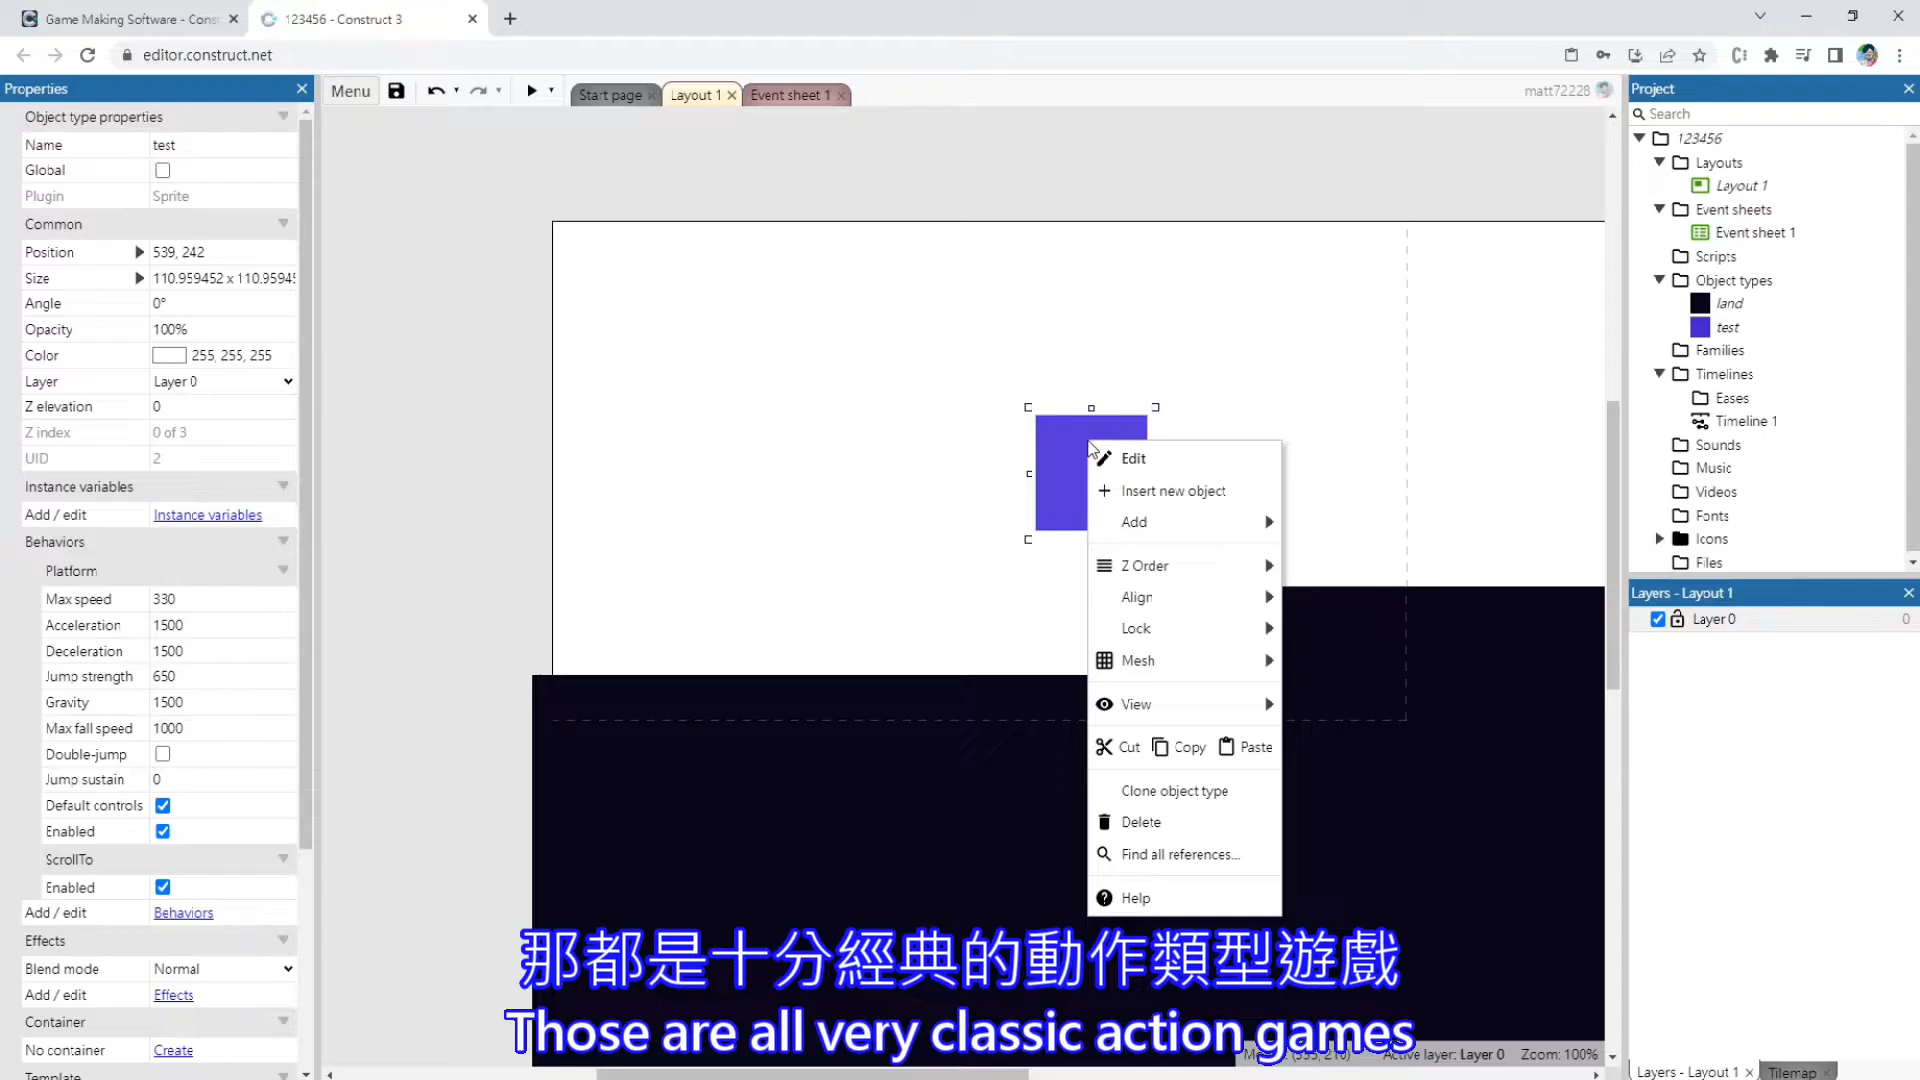 Game Making Software - Cons
123456 - Construct 3
editor.construct.net
Properties
Menu
Start page
Layout 1
Event sheet 1
matt72228
Project
Object type properties
Name test
Global
Plugin Sprite
Common
Position 539, 242
Size 110.959452 x 110.95945
Angle 0°
Opacity 100%
Color 255, 255, 255
Layer Layer 0
Z elevation 0
Z index 0 of 3
UID 2
Instance variables
Add / edit Instance variables
Behaviors
Platform
Max speed 330
Acceleration 1500
Deceleration 1500
Jump strength 650
Gravity 1500
Max fall speed 1000
Double-jump
Jump sustain 0
Default controls
Enabled
ScrollTo
Enabled
Add / edit Behaviors
Effects
Blend mode Normal
Add / edit Effects
Container
No container Create
Template
Edit
Insert new object
Add
Z Order
Align
Lock
Mesh
View
Cut Copy Paste
Clone object type
Delete
Find all references...
Help
Search
123456
Layouts
Layout 1
Event sheets
Event sheet 1
Scripts
Object types
land
test
Families
Timelines
Eases
Timeline 1
Sounds
Music
Videos
Fonts
Icons
Files
Layers - Layout 1
Layer 0 0
那都是十分經典的動作類型遊戲
Those are all very classic action games
Active layer: Layer 0 Zoom: 100%
Layers - Layout 1
Tilemap